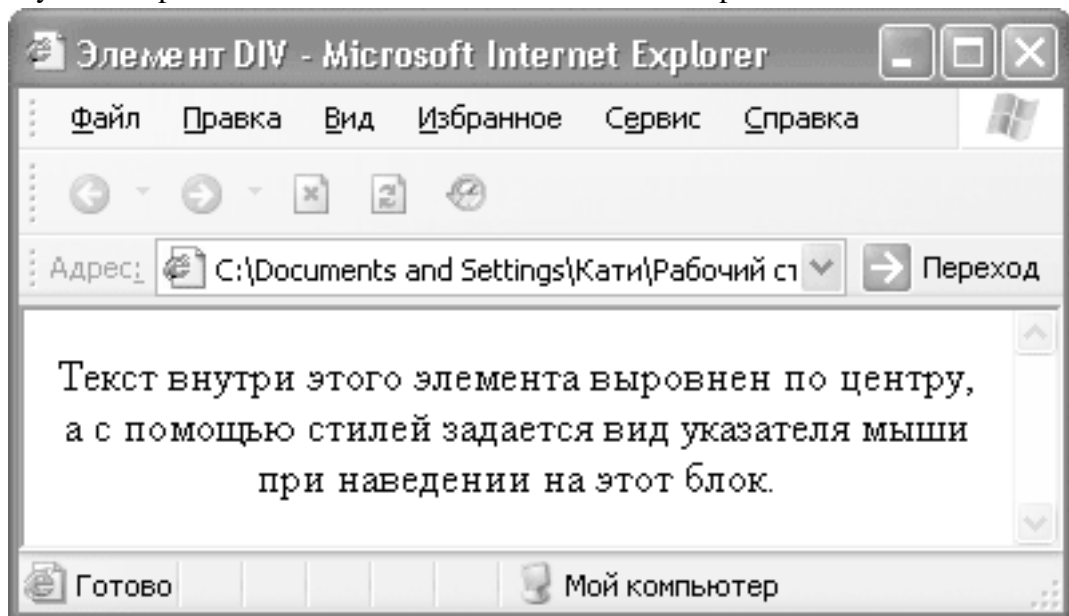 Элемент DIV - Microsoft Internet Explorer
Файл Правка Вид Избранное Сервис Справка
Адрес: C:\Documents and Settings\Кати\Рабочий ст Переход
Текст внутри этого элемента выровнен по центру,
а с помощью стилей задается вид указателя мыши
при наведении на этот блок.
Готово Мой компьютер